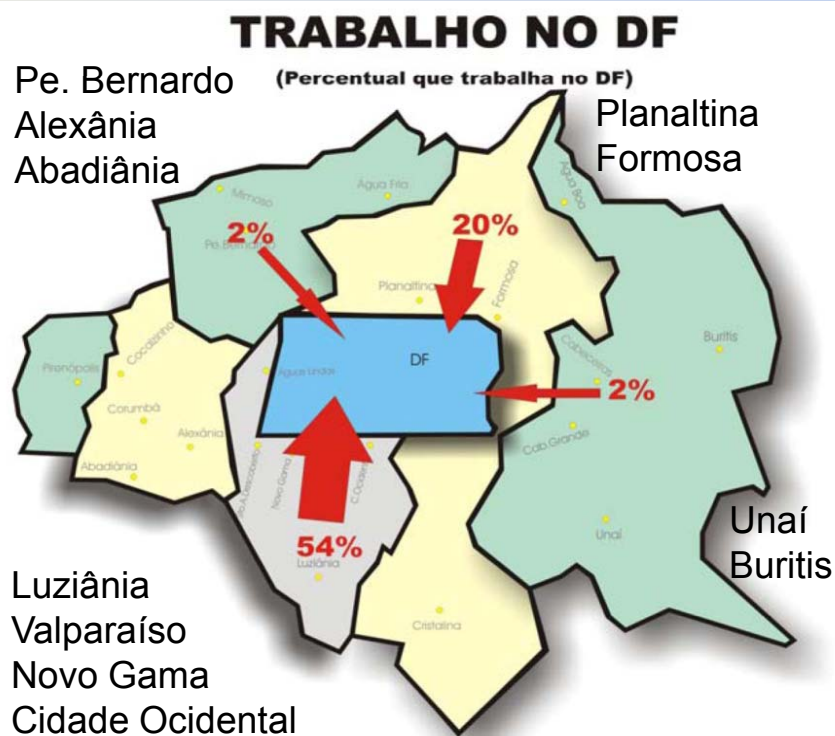 TRABALHO NO DF
(Percentual que trabalha no DF)
Pe. Bernardo
Alexânia
Abadiânia
Planaltina
Formosa
Mimoso
Água Fria
Água Boa
2%
Pe. Bernardo
20%
Planaltina
Formosa
Cocalzinho
Pirenópolis
Corumbá
Alexânia
Abadiânia
Águas Lindas
DF
Cabeceiras
Buritis
2%
Cab. Grande
Novo Gama
54%
Luziânia
Unaí
Cristalina
Unaí
Buritis
Luziânia
Valparaíso
Novo Gama
Cidade Ocidental